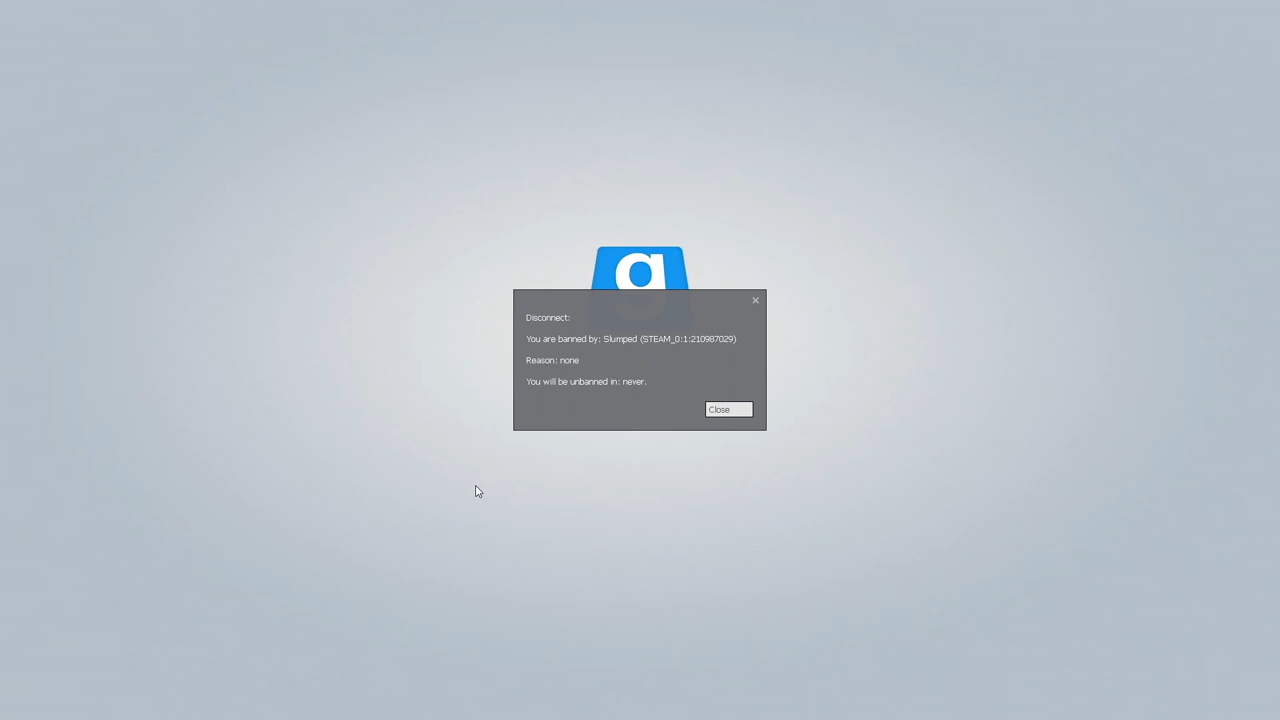 g
Disconnect:
You are banned by: Slumped (STEAM_0:1:210987029)
Reason: none
You will be unbanned in: never.
Close